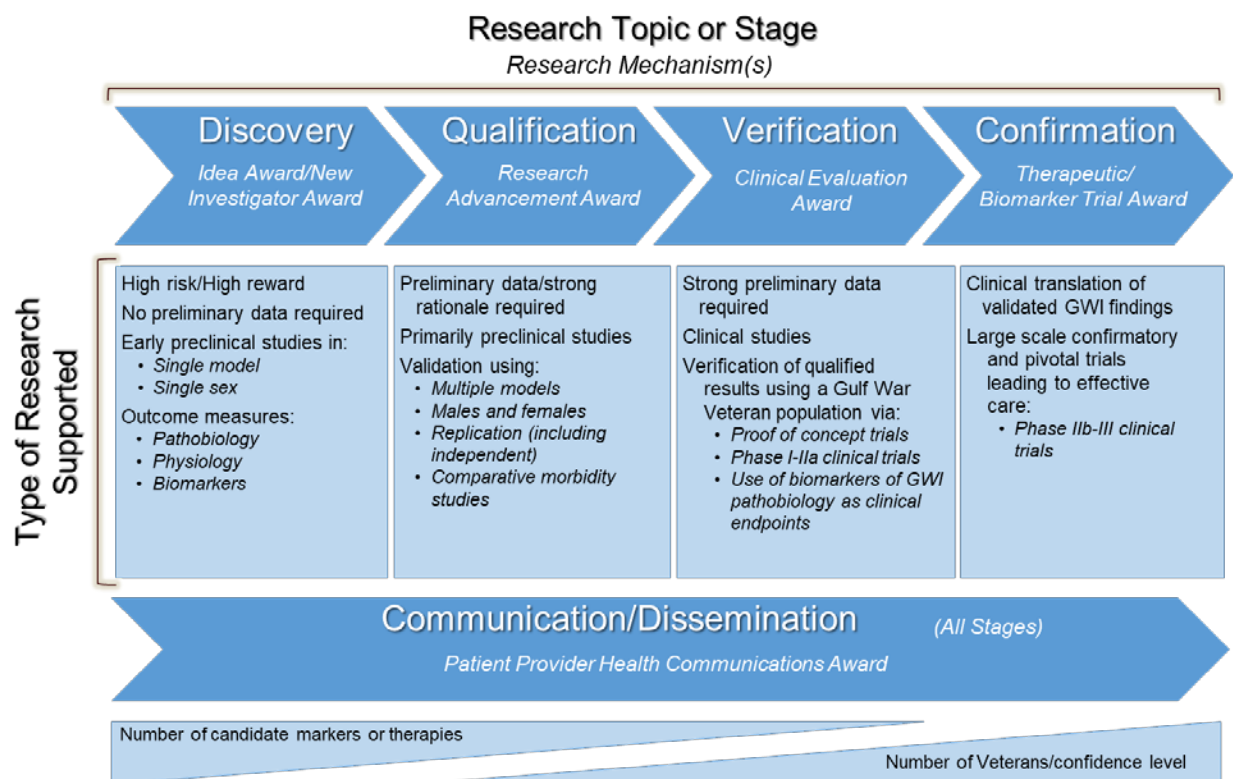 Research Topic or Stage
Research Mechanism(s)
Discovery
Idea Award/New
Investigator Award
Qualification
Research
Advancement Award
Verification
Clinical Evaluation
Award
Confirmation
Therapeutic/
Biomarker Trial Award
Type of Research
Supported
High risk/High reward
No preliminary data required
Early preclinical studies in:
• Single model
• Single sex
Outcome measures:
• Pathobiology
• Physiology
• Biomarkers
Preliminary data/strong
rationale required
Primarily preclinical studies
Validation using:
• Multiple models
• Males and females
• Replication (including
independent)
• Comparative morbidity
studies
Strong preliminary data
required
Clinical studies
Verification of qualified
results using a Gulf War
Veteran population via:
• Proof of concept trials
• Phase I-IIa clinical trials
• Use of biomarkers of GWI
pathobiology as clinical
endpoints
Clinical translation of
validated GWI findings
Large scale confirmatory
and pivotal trials
leading to effective
care:
• Phase IIb-III clinical
trials
Communication/Dissemination (All Stages)
Patient Provider Health Communications Award
Number of candidate markers or therapies
Number of Veterans/confidence level